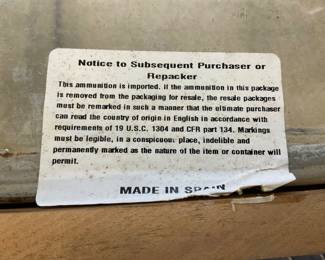 Notice to Subsequent Purchaser or
Repacker
This ammunition is imported. If the ammunition in this package
is removed from the packaging for resale, the resale packages
must be remarked in such a manner that the ultimate purchaser
can read the country of origin in English in accordance with
requirements of 19 U.S.C. 1304 and CFR part 134. Markings
must be legible, in a conspicuous place, indelible and
permanently marked as the nature of the item or container will
permit.
MADE IN SPAIN